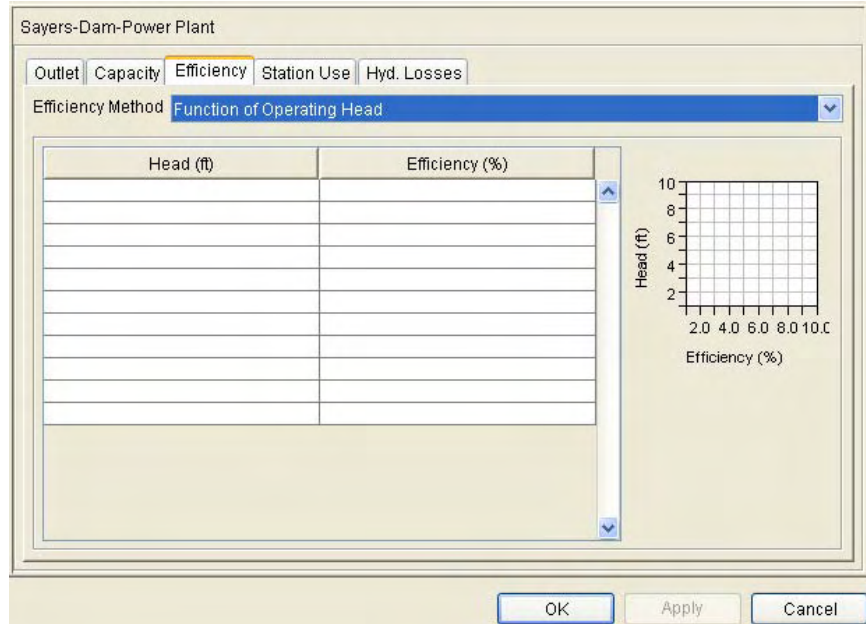 Sayers-Dam-Power Plant
Outlet Capacity Efficiency Station Use Hyd. Losses
Efficiency Method Function of Operating Head
Head (ft) Efficiency (%)
10
8
6
4
2
Head (ft)
2.0 4.0 6.0 8.0 10.0
Efficiency (%)
OK Apply Cancel